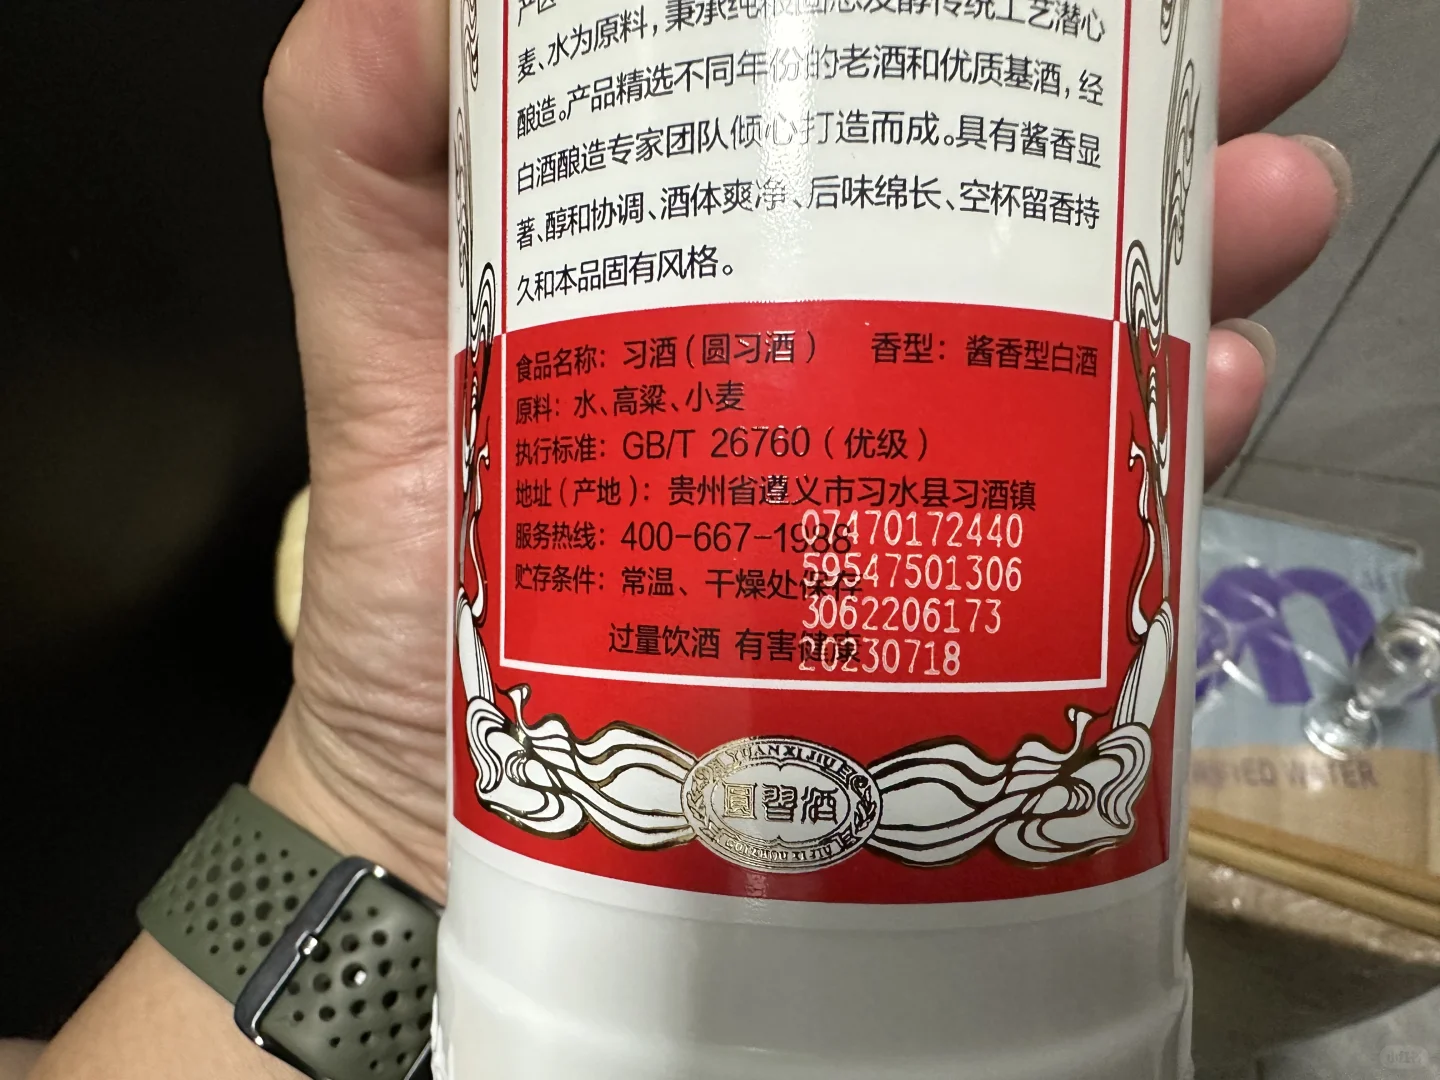 麦、水为原料，秉承纯粮固态发酵传统工艺潜心
酿造。产品精选不同年份的老酒和优质基酒，经
白酒酿造专家团队倾心打造而成。具有酱香显
著、醇和协调、酒体爽净、后味绵长、空杯留香持
久和本品固有风格。
食品名称：习酒（圆习酒） 香型：酱香型白酒
原料：水、高粱、小麦
执行标准：GB/T 26760（优级）
地址（产地）：贵州省遵义市习水县习酒镇
服务热线：400-667-1988
贮存条件：常温、干燥处保存
过量饮酒 有害健康
07470172440
59547501306
3062206173
20230718
YUANXIJIU
圓習酒
WATER